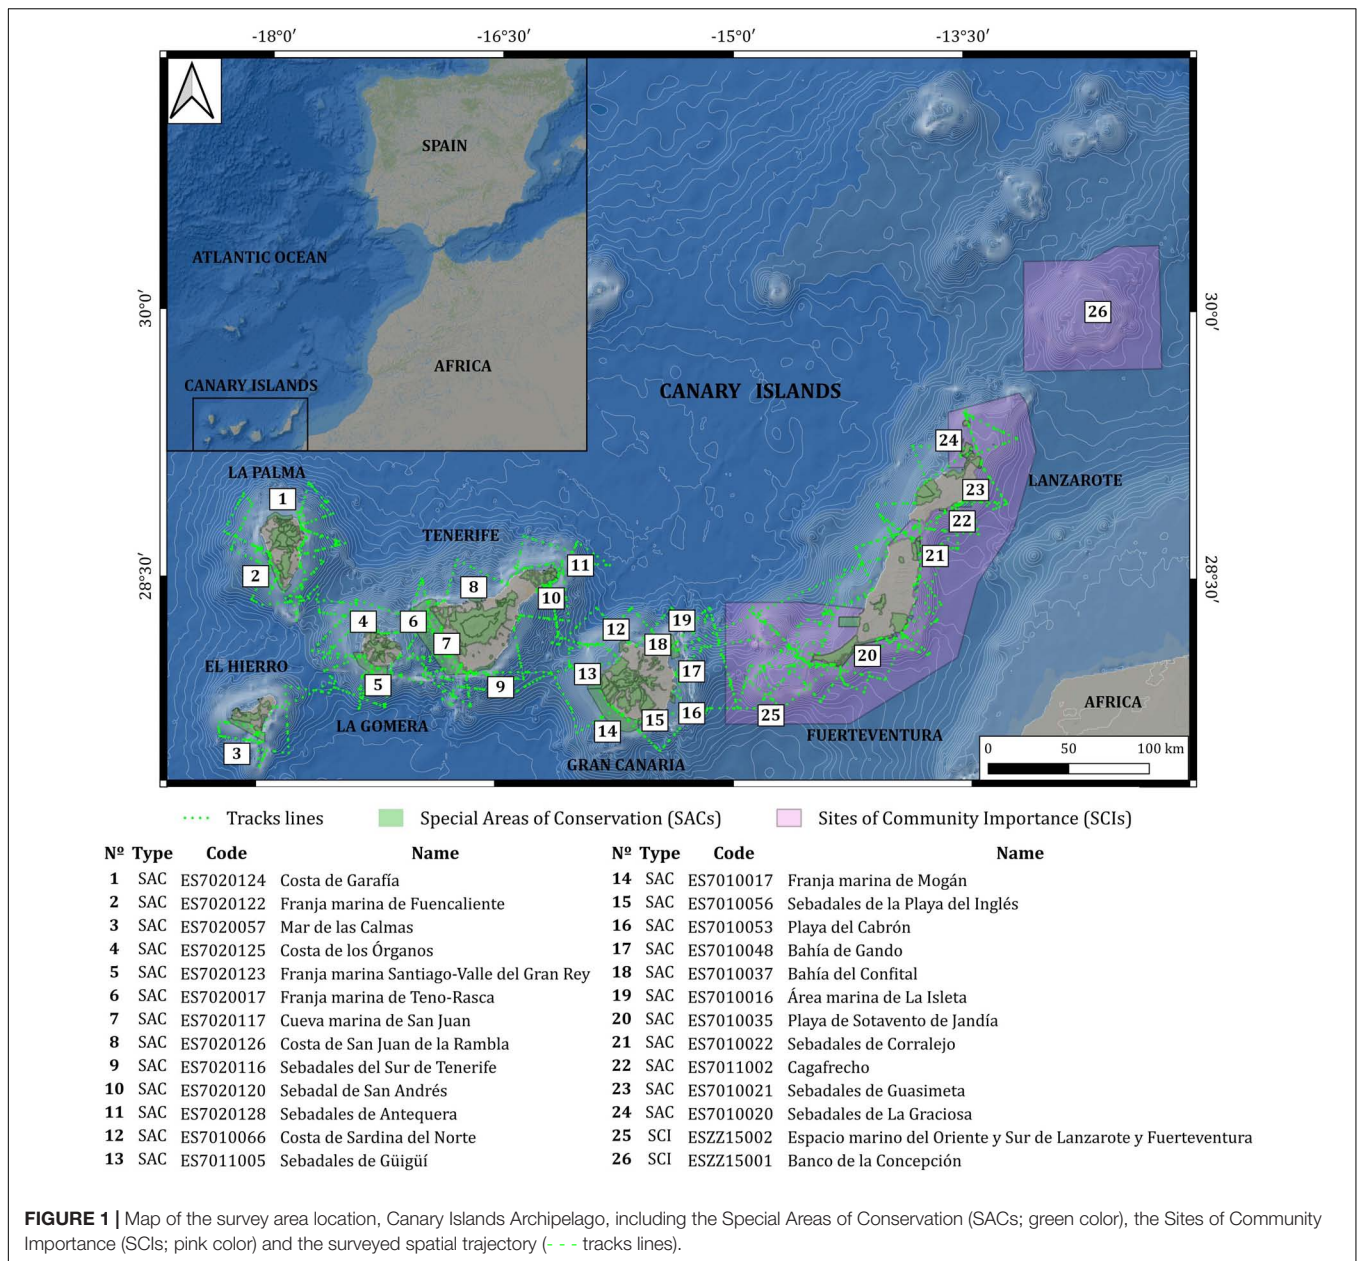 -18°0′ -16°30′ -15°0′ -13°30′
SPAIN
ATLANTIC OCEAN
30°0′
30°0′
26
AFRICA
CANARY ISLANDS
CANARY ISLANDS
24
LA PALMA
LANZAROTE
1
23
22
TENERIFE
21
11
28°30′
28°30′
2
8
10
4
6
19
12
18
7
20
EL HIERRO
17
13
5
9
AFRICA
16
25
15
LA GOMERA
14
FUERTEVENTURA
3
GRAN CANARIA
0 50 100 km
Tracks lines Special Areas of Conservation (SACs) Sites of Community Importance (SCIs)
Nº Type Code Name
1 SAC ES7020124 Costa de Garafía
2 SAC ES7020122 Franja marina de Fuencaliente
3 SAC ES7020057 Mar de las Calmas
4 SAC ES7020125 Costa de los Órganos
5 SAC ES7020123 Franja marina Santiago-Valle del Gran Rey
6 SAC ES7020017 Franja marina de Teno-Rasca
7 SAC ES7020117 Cueva marina de San Juan
8 SAC ES7020126 Costa de San Juan de la Rambla
9 SAC ES7020116 Sebadales del Sur de Tenerife
10 SAC ES7020120 Sebadal de San Andrés
11 SAC ES7020128 Sebadales de Antequera
12 SAC ES7010066 Costa de Sardina del Norte
13 SAC ES7011005 Sebadales de Güigüí
Nº Type Code Name
14 SAC ES7010017 Franja marina de Mogán
15 SAC ES7010056 Sebadales de la Playa del Inglés
16 SAC ES7010053 Playa del Cabrón
17 SAC ES7010048 Bahía de Gando
18 SAC ES7010037 Bahía del Confital
19 SAC ES7010016 Área marina de La Isleta
20 SAC ES7010035 Playa de Sotavento de Jandía
21 SAC ES7010022 Sebadales de Corralejo
22 SAC ES7011002 Cagafrecho
23 SAC ES7010021 Sebadales de Guasimeta
24 SAC ES7010020 Sebadales de La Graciosa
25 SCI ESZZ15002 Espacio marino del Oriente y Sur de Lanzarote y Fuerteventura
26 SCI ESZZ15001 Banco de la Concepción
FIGURE 1 | Map of the survey area location, Canary Islands Archipelago, including the Special Areas of Conservation (SACs; green color), the Sites of Community
Importance (SCIs; pink color) and the surveyed spatial trajectory (- - - tracks lines).